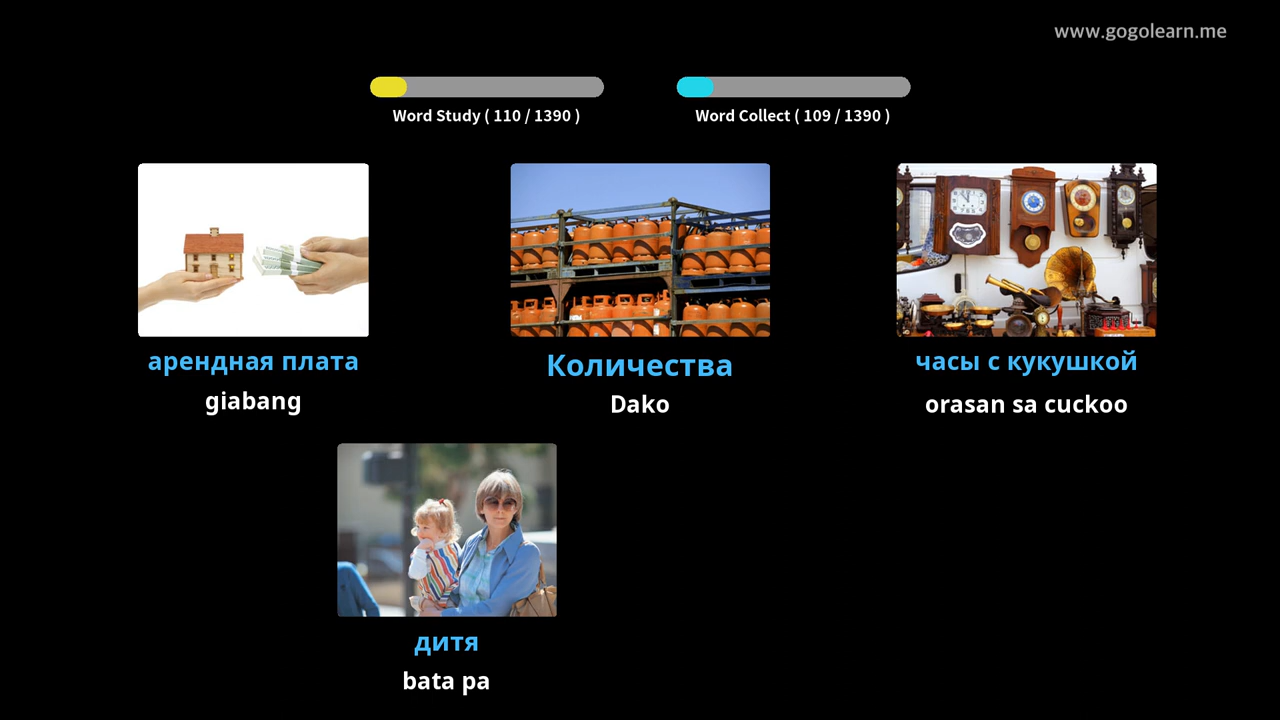 www.gogolearn.me
Word Study ( 110 / 1390 )
Word Collect ( 109 / 1390 )
арендная плата
giabang
Количества
Dako
часы с кукушкой
orasan sa cuckoo
дитя
bata pa